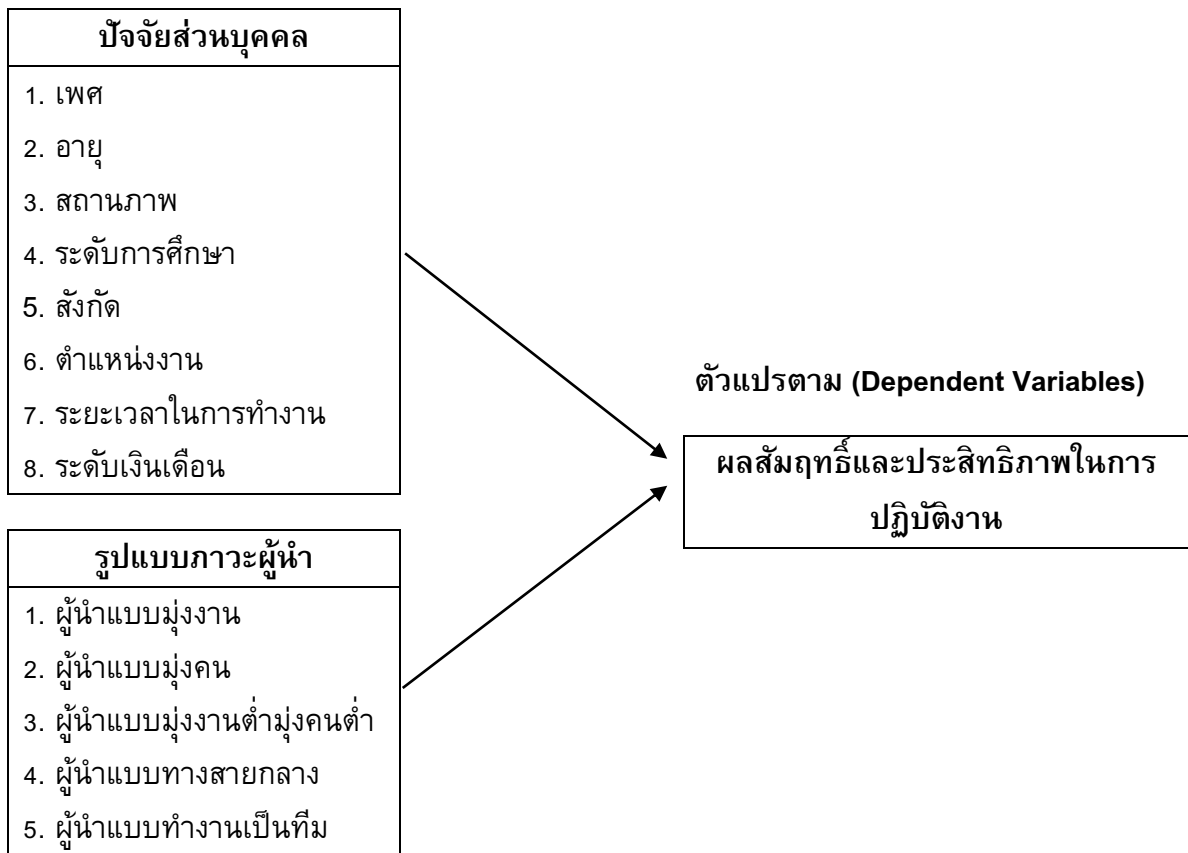 ปัจจัยส่วนบุคคล
1. เพศ
2. อายุ
3. สถานภาพ
4. ระดับการศึกษา
5. สังกัด
6. ตำแหน่งงาน
7. ระยะเวลาในการทำงาน
8. ระดับเงินเดือน
รูปแบบภาวะผู้นำ
1. ผู้นำแบบมุ่งงาน
2. ผู้นำแบบมุ่งคน
3. ผู้นำแบบมุ่งงานต่ำมุ่งคนต่ำ
4. ผู้นำแบบทางสายกลาง
5. ผู้นำแบบทำงานเป็นทีม
ตัวแปรตาม (Dependent Variables)
ผลสัมฤทธิ์และประสิทธิภาพในการ
ปฏิบัติงาน